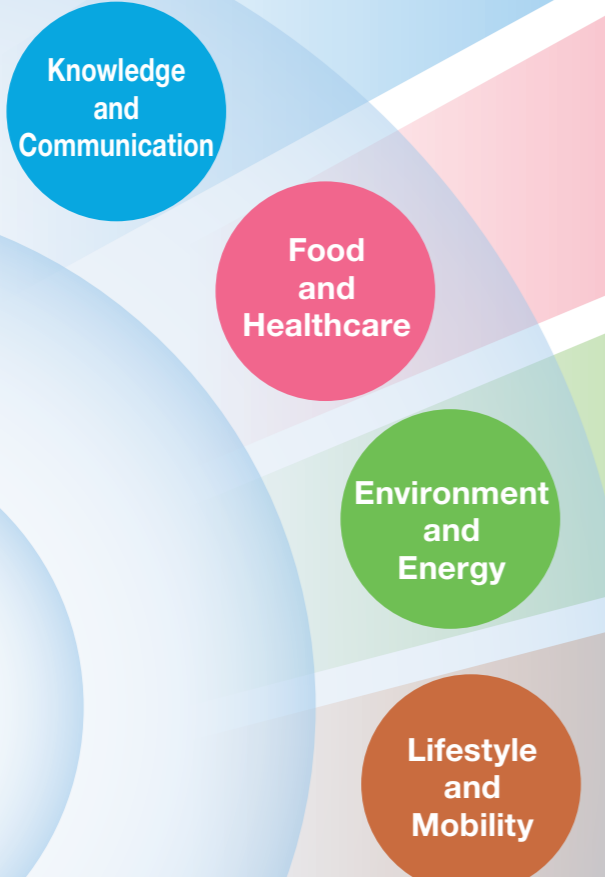 Knowledge
and
Communication
Food
and
Healthcare
Environment
and
Energy
Lifestyle
and
Mobility